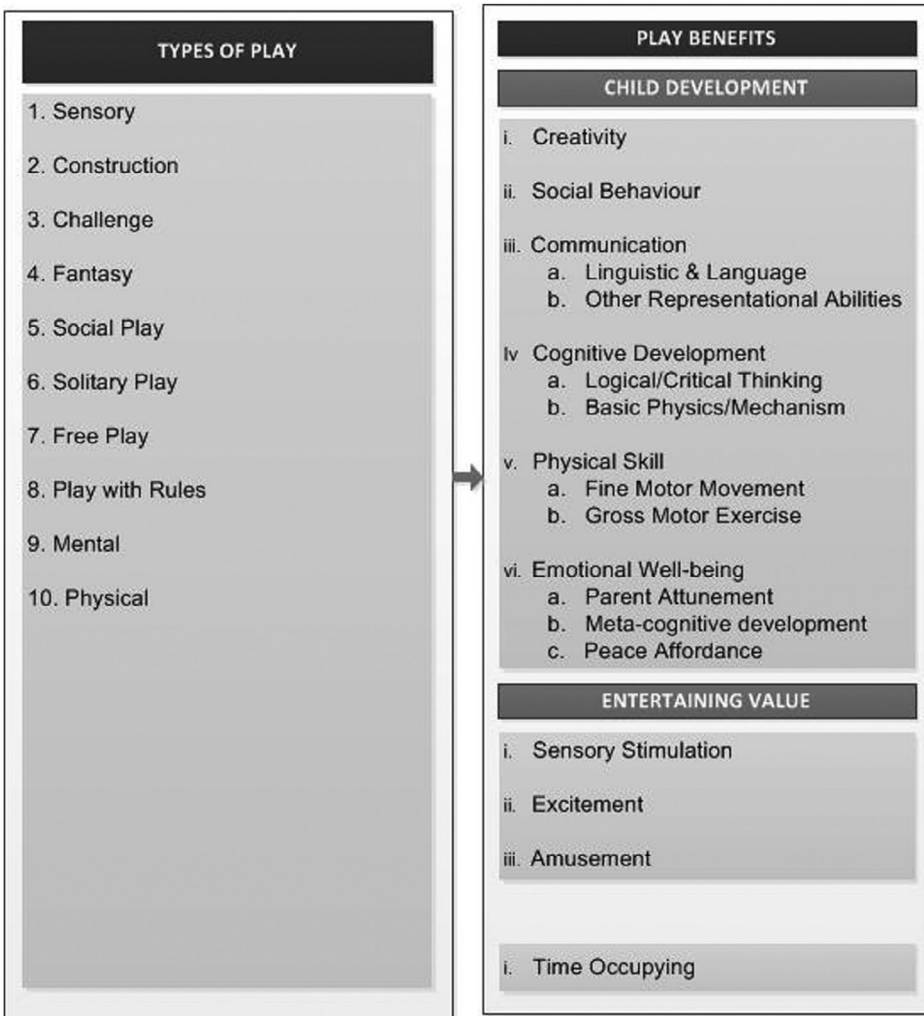 TYPES OF PLAY
1. Sensory
2. Construction
3. Challenge
4. Fantasy
5. Social Play
6. Solitary Play
7. Free Play
8. Play with Rules
9. Mental
10. Physical
PLAY BENEFITS
CHILD DEVELOPMENT
i. Creativity
ii. Social Behaviour
iii. Communication
a. Linguistic & Language
b. Other Representational Abilities
Iv Cognitive Development
a. Logical/Critical Thinking
b. Basic Physics/Mechanism
v. Physical Skill
a. Fine Motor Movement
b. Gross Motor Exercise
vi. Emotional Well-being
a. Parent Attunement
b. Meta-cognitive development
c. Peace Affordance
ENTERTAINING VALUE
i. Sensory Stimulation
ii. Excitement
iii. Amusement
i. Time Occupying